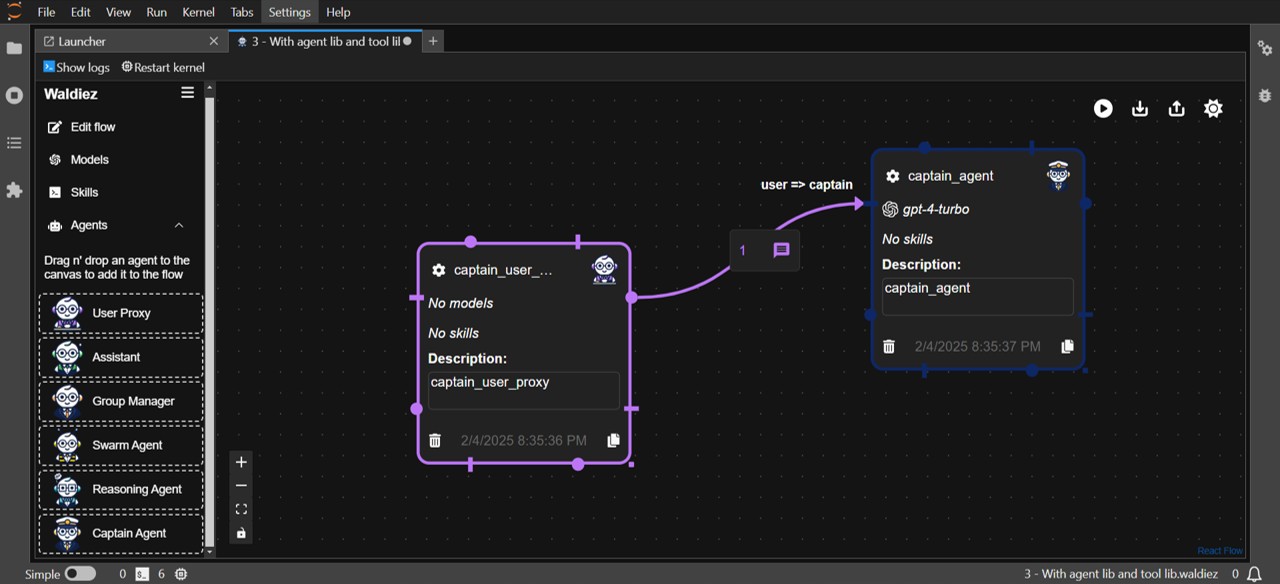 File Edit View Run Kernel Tabs Settings Help
Launcher
3 - With agent lib and tool lil
Show logs Restart kernel
Waldiez
Edit flow
Models
Skills
Agents
Drag n' drop an agent to the
canvas to add it to the flow
User Proxy
Assistant
Group Manager
Swarm Agent
Reasoning Agent
Captain Agent
captain_user_...
No models
No skills
Description:
captain_user_proxy
2/4/2025 8:35:36 PM
user => captain
1
captain_agent
gpt-4-turbo
No skills
Description:
captain_agent
2/4/2025 8:35:37 PM
React Flow
Simple 0 6
3 - With agent lib and tool lib.waldiez 0